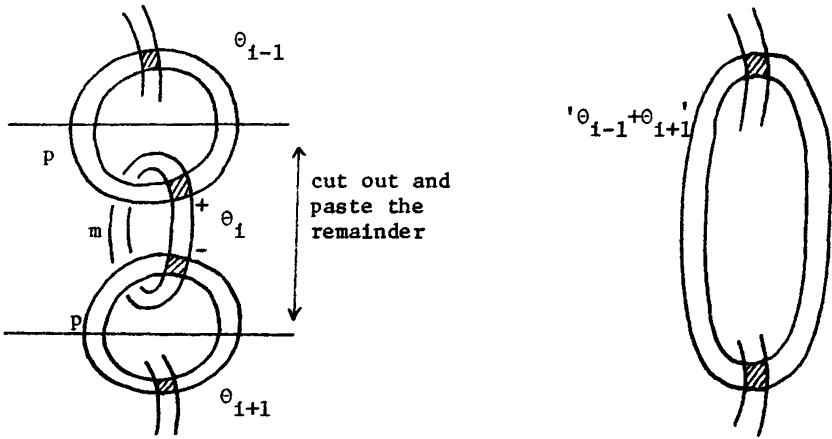 θi-1
p
cut out and
paste the
remainder
+
θi
m
-
p
θi+1
'θi-1+θi+1'